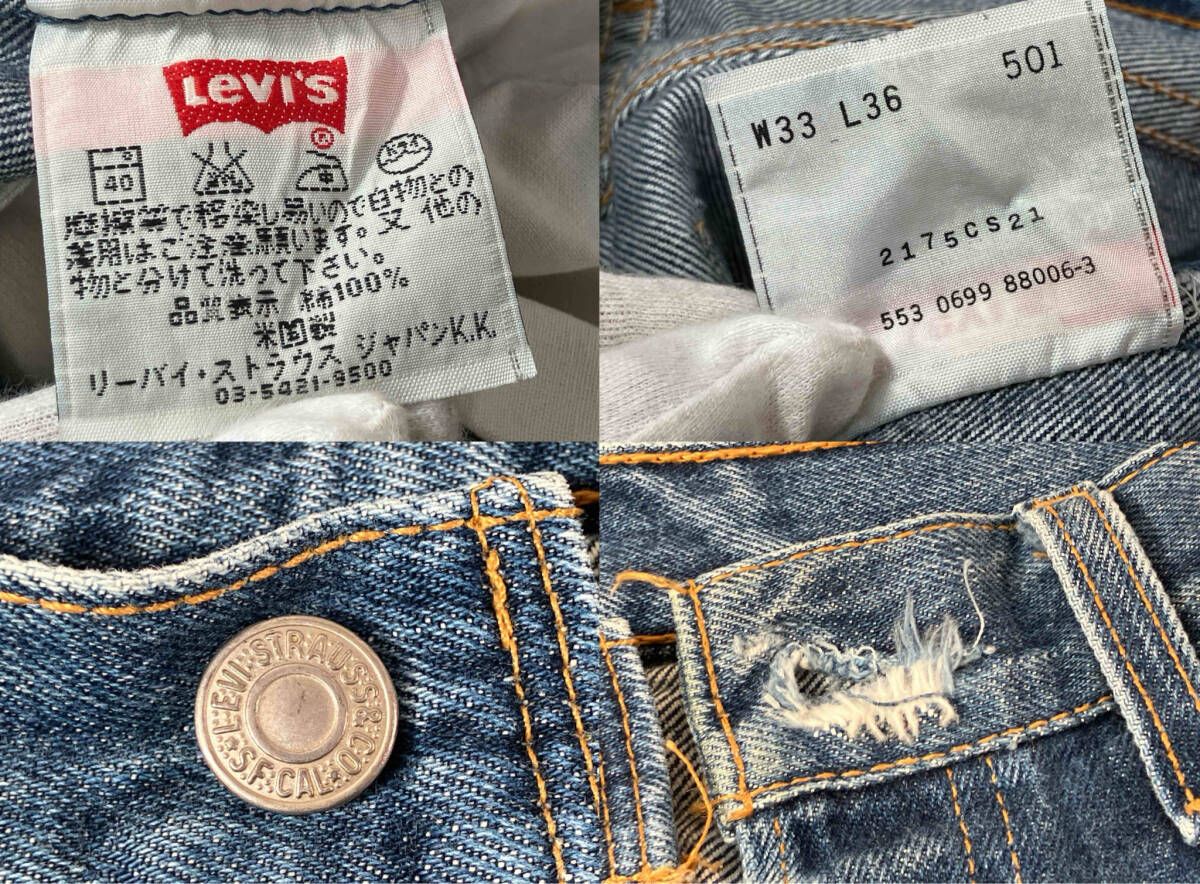 Levi's
®
40
ドライ
摩擦等で移染し易いので白物との
着用はご注意願います。又 他の
物と分けて洗って下さい。
品質表示 綿100%
米国製
リーバイ・ストラウス ジャパンK.K.
03-5421-9500
W33 L36 501
2175CS21
553 0699 88006-3
LEVI STRAUSS & CO
★ S.F. CAL ★